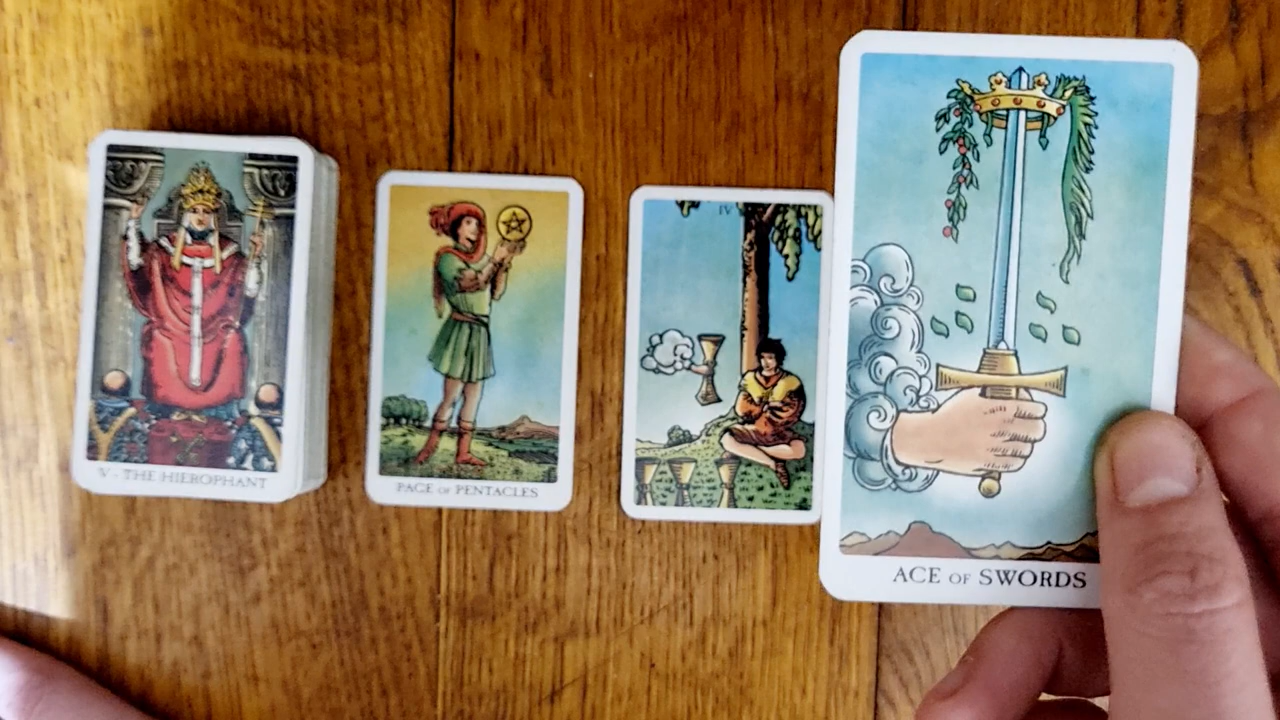 V - THE HIEROPHANT
PAGE OF PENTACLES
IV
ACE OF SWORDS